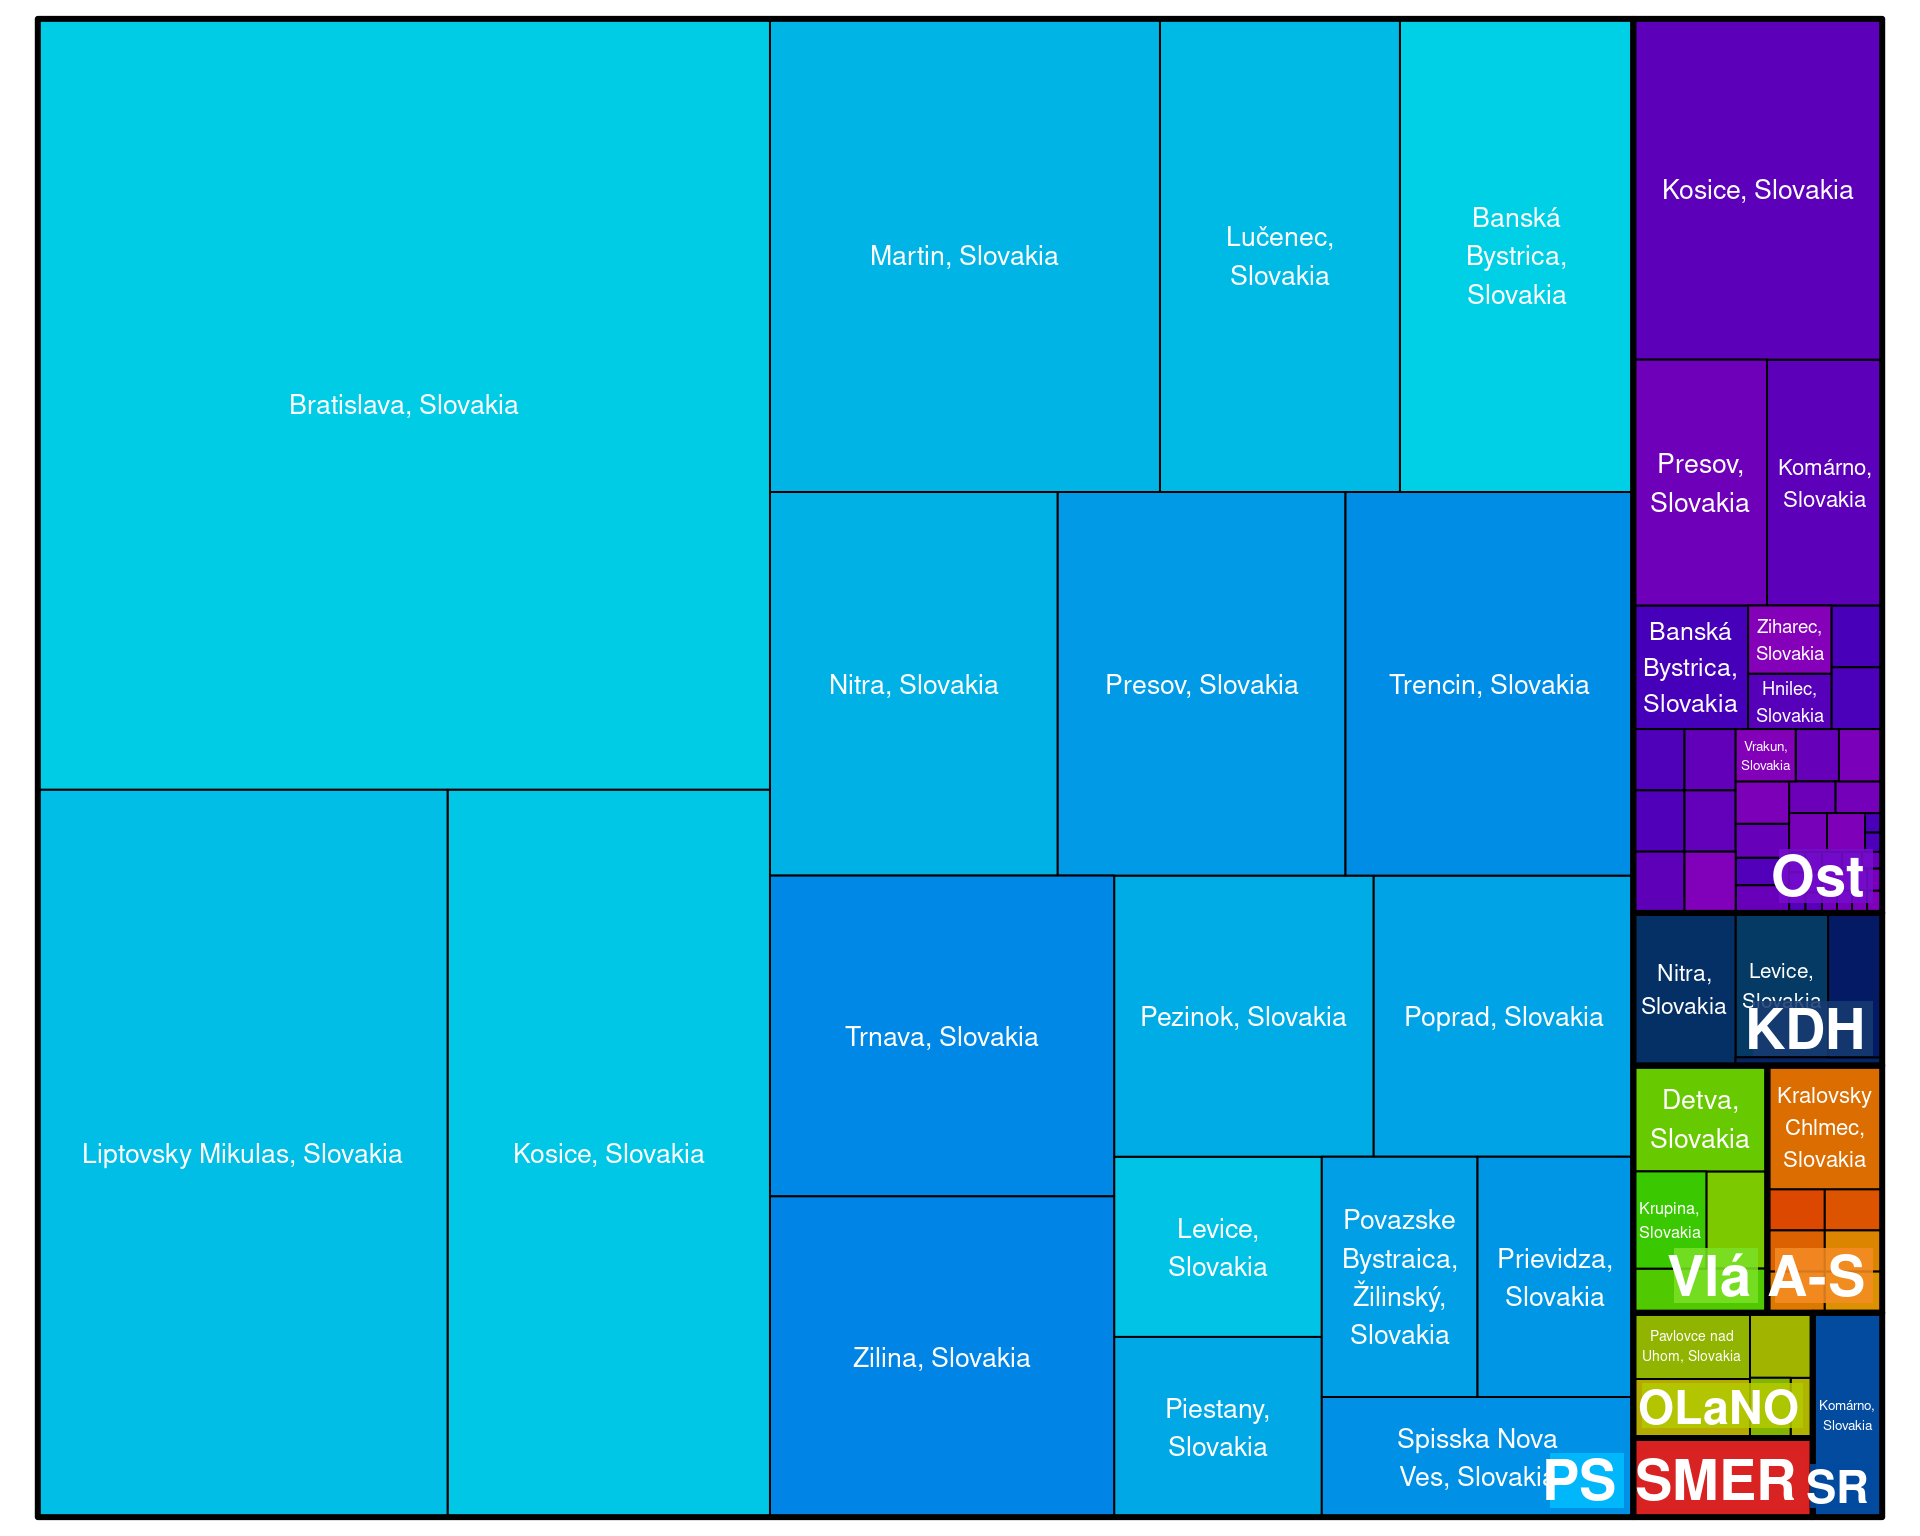 Bratislava, Slovakia
Martin, Slovakia
Lučenec,
Slovakia
Banská
Bystrica,
Slovakia
Nitra, Slovakia
Presov, Slovakia
Trencin, Slovakia
Liptovsky Mikulas, Slovakia
Kosice, Slovakia
Trnava, Slovakia
Zilina, Slovakia
Pezinok, Slovakia
Poprad, Slovakia
Levice,
Slovakia
Piestany,
Slovakia
Povazske
Bystraica,
Žilinský,
Slovakia
Prievidza,
Slovakia
Spisska Nova
Ves, Slovakia
PS
Kosice, Slovakia
Presov,
Slovakia
Komárno,
Slovakia
Banská
Bystrica,
Slovakia
Ziharec,
Slovakia
Hnilec,
Slovakia
Vrakun,
Slovakia
Ost
Nitra,
Slovakia
Levice,
Slovakia
KDH
Detva,
Slovakia
Krupina,
Slovakia
Vlá
Kralovsky
Chlmec,
Slovakia
A-S
Pavlovce nad
Uhom, Slovakia
OLaNO
Komárno,
Slovakia
SMER
SR